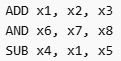 ADD x1, x2, x3
AND x6, x7, x8
SUB x4, x1, x5